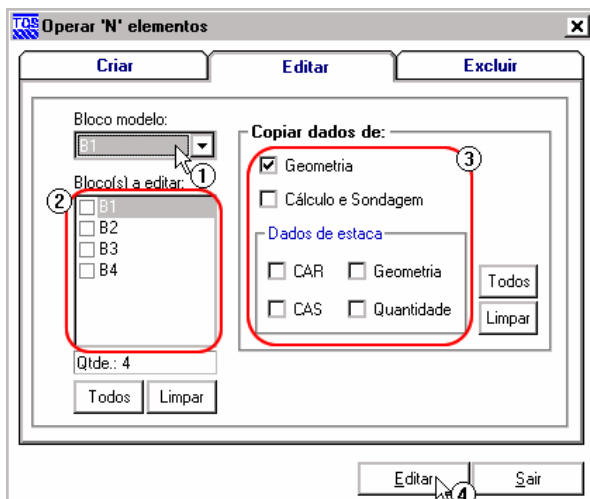 TQS Operar 'N' elementos
Criar Editar Excluir
Bloco modelo:
B1
1
Bloco(s) a editar:
2
B1
B2
B3
B4
Qtde.: 4
Todos Limpar
Copiar dados de:
3
Geometria
Cálculo e Sondagem
Dados de estaca
CAR Geometria
CAS Quantidade
Todos
Limpar
Editar Sair
4